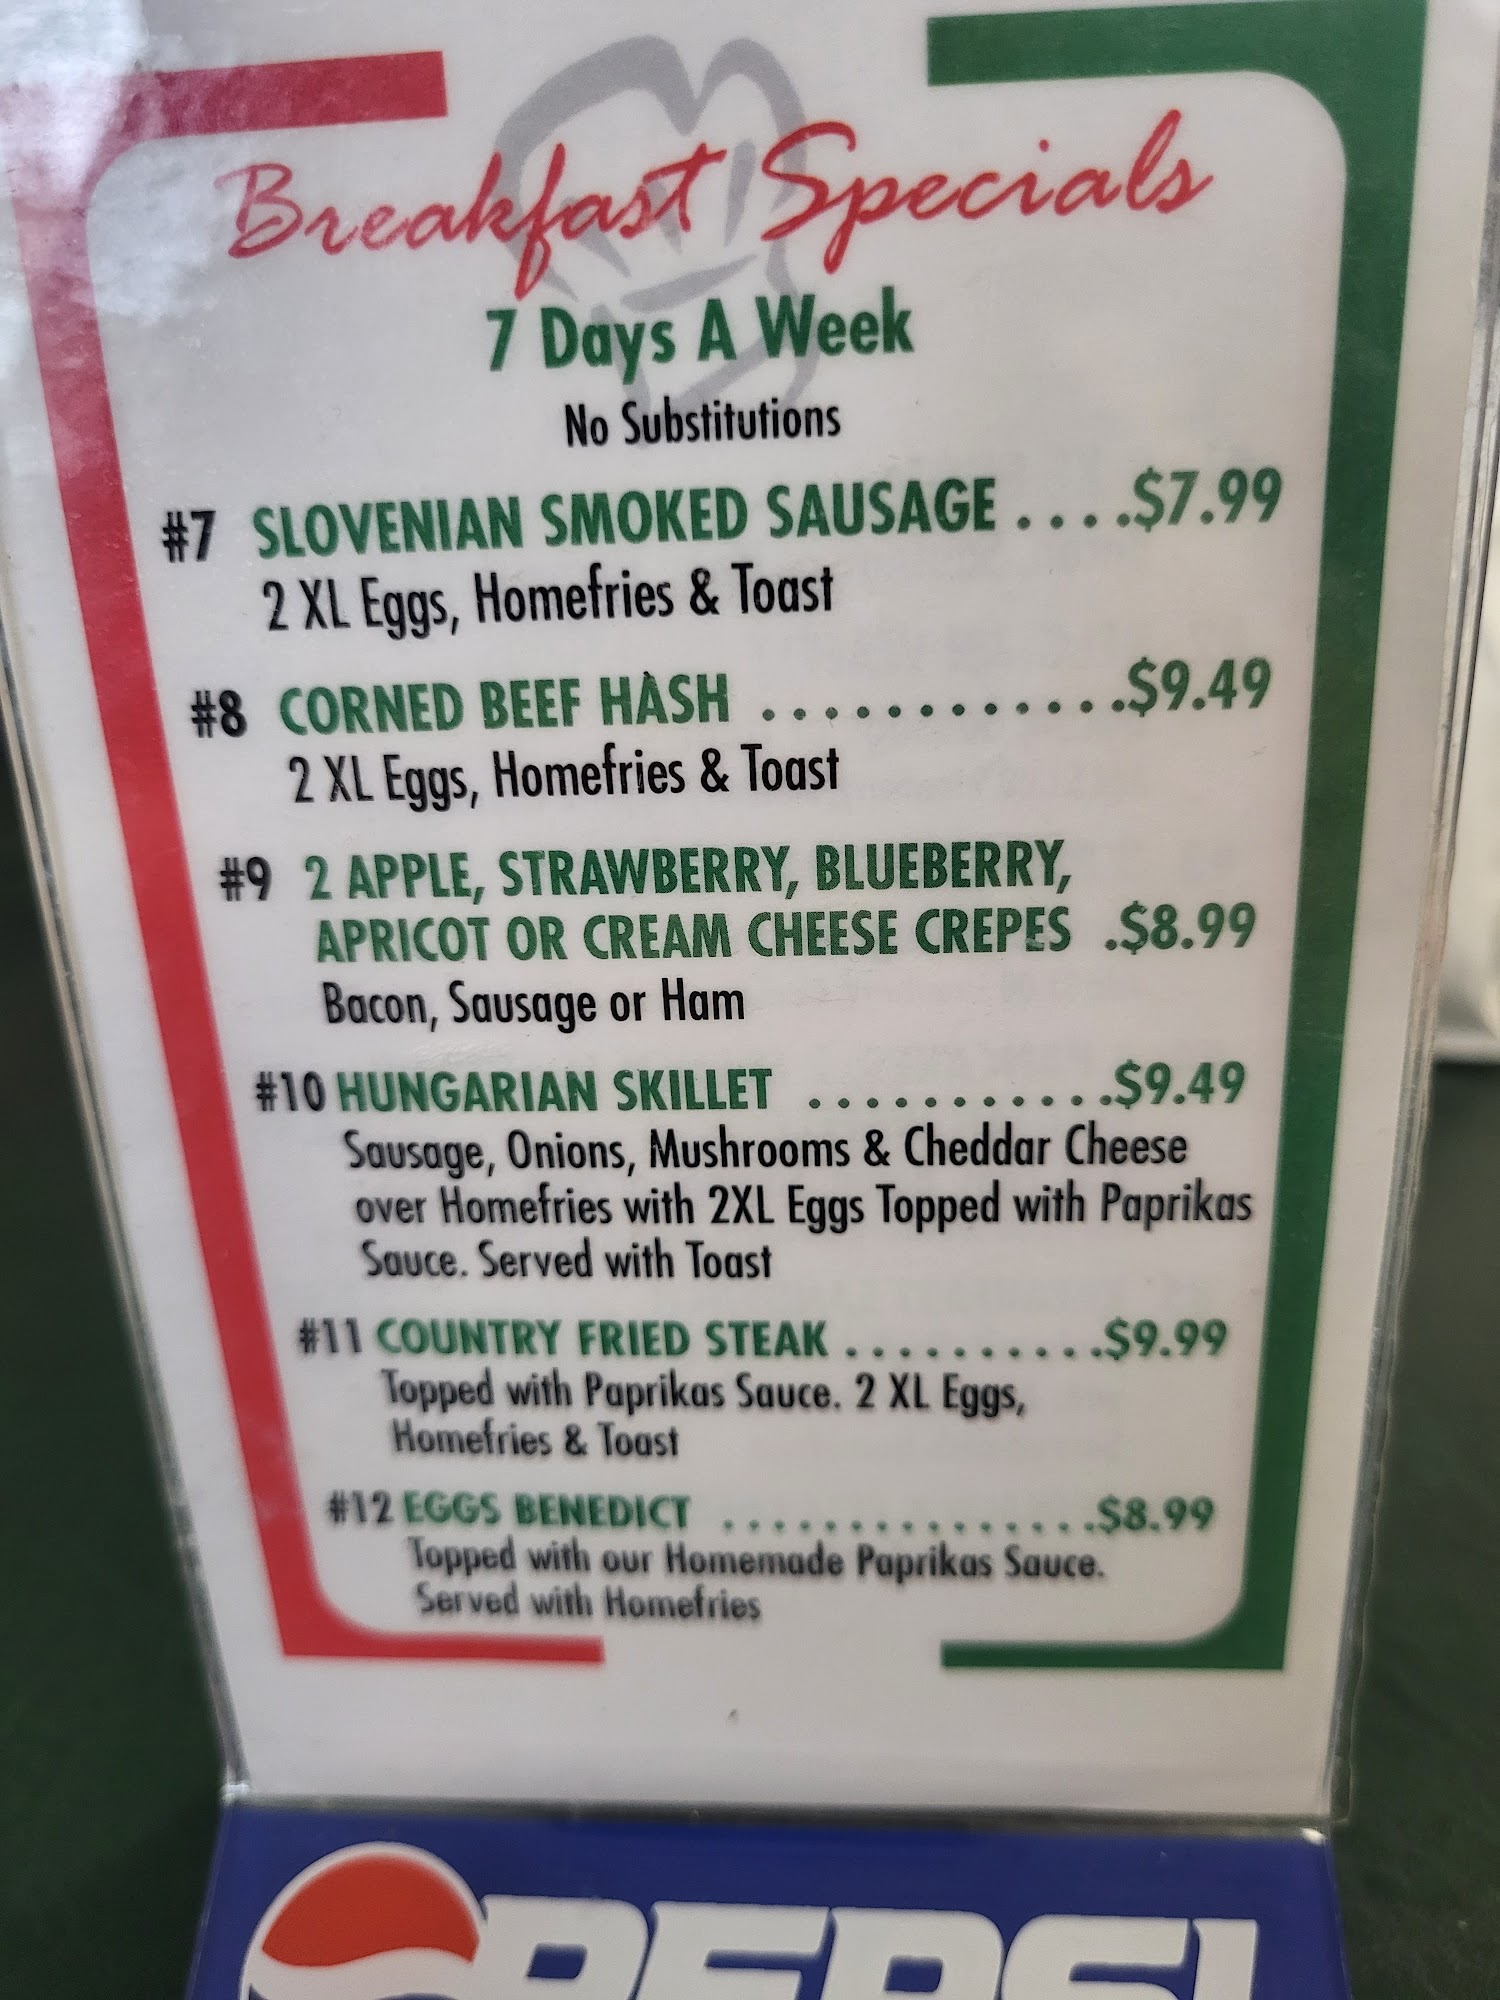 Breakfast Specials
7 Days A Week
No Substitutions
#7 SLOVENIAN SMOKED SAUSAGE ....$7.99
2 XL Eggs, Homefries & Toast
#8 CORNED BEEF HASH ............$9.49
2 XL Eggs, Homefries & Toast
#9 2 APPLE, STRAWBERRY, BLUEBERRY,
APRICOT OR CREAM CHEESE CREPES .$8.99
Bacon, Sausage or Ham
#10 HUNGARIAN SKILLET ...........$9.49
Sausage, Onions, Mushrooms & Cheddar Cheese
over Homefries with 2XL Eggs Topped with Paprikas
Sauce. Served with Toast
#11 COUNTRY FRIED STEAK ..........$9.99
Topped with Paprikas Sauce. 2 XL Eggs,
Homefries & Toast
#12 EGGS BENEDICT ................$8.99
Topped with our Homemade Paprikas Sauce.
Served with Homefries
PEPSI